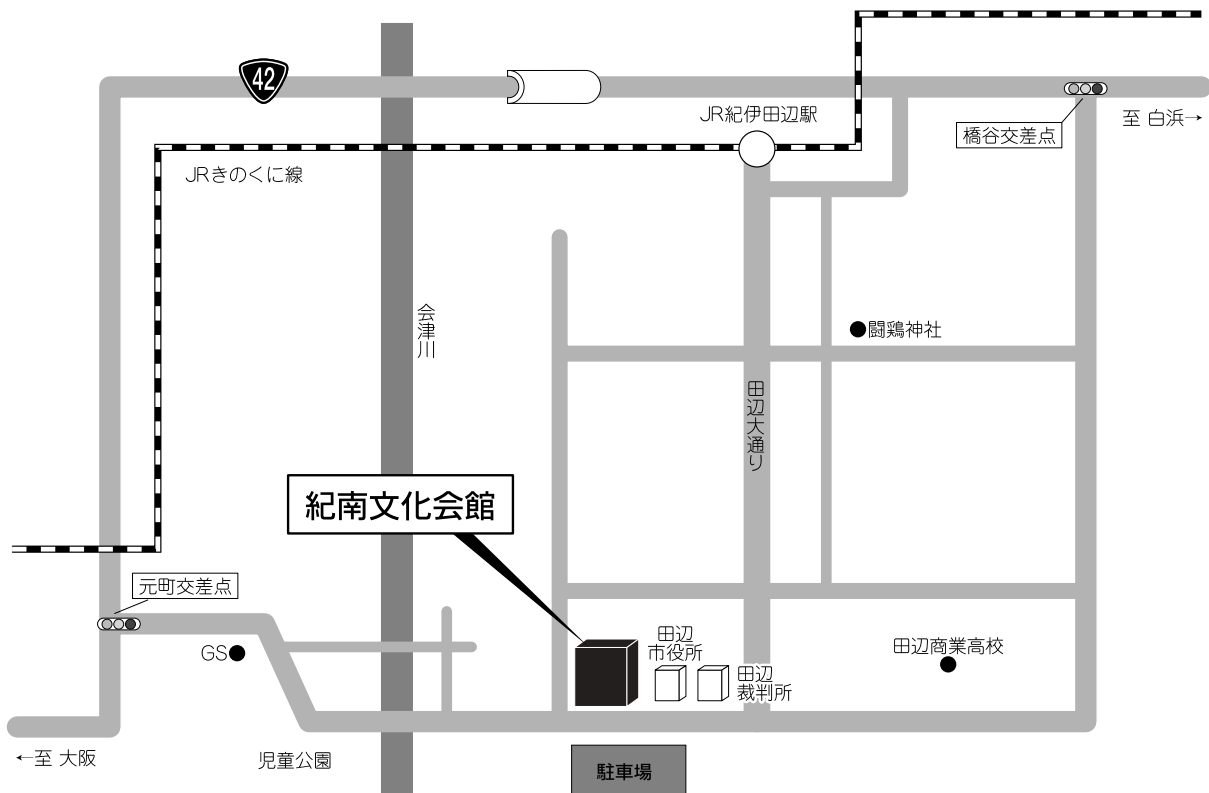 42
JR紀伊田辺駅
橋谷交差点
至 白浜→
JRきのくに線
会津川
闘鶏神社
田辺大通り
紀南文化会館
元町交差点
GS
田辺
市役所
田辺
裁判所
田辺商業高校
←至 大阪
児童公園
駐車場